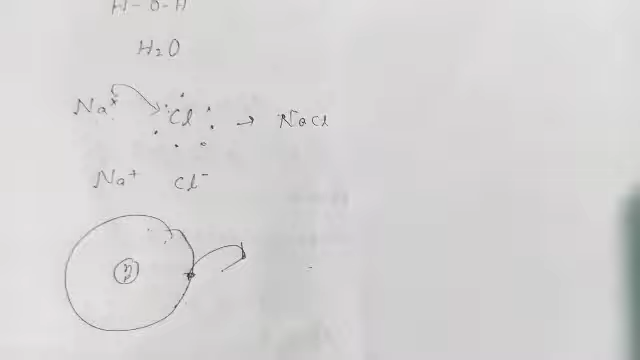 H-O-H
H₂O
Na Cl → NaCl
Na⁺ Cl⁻